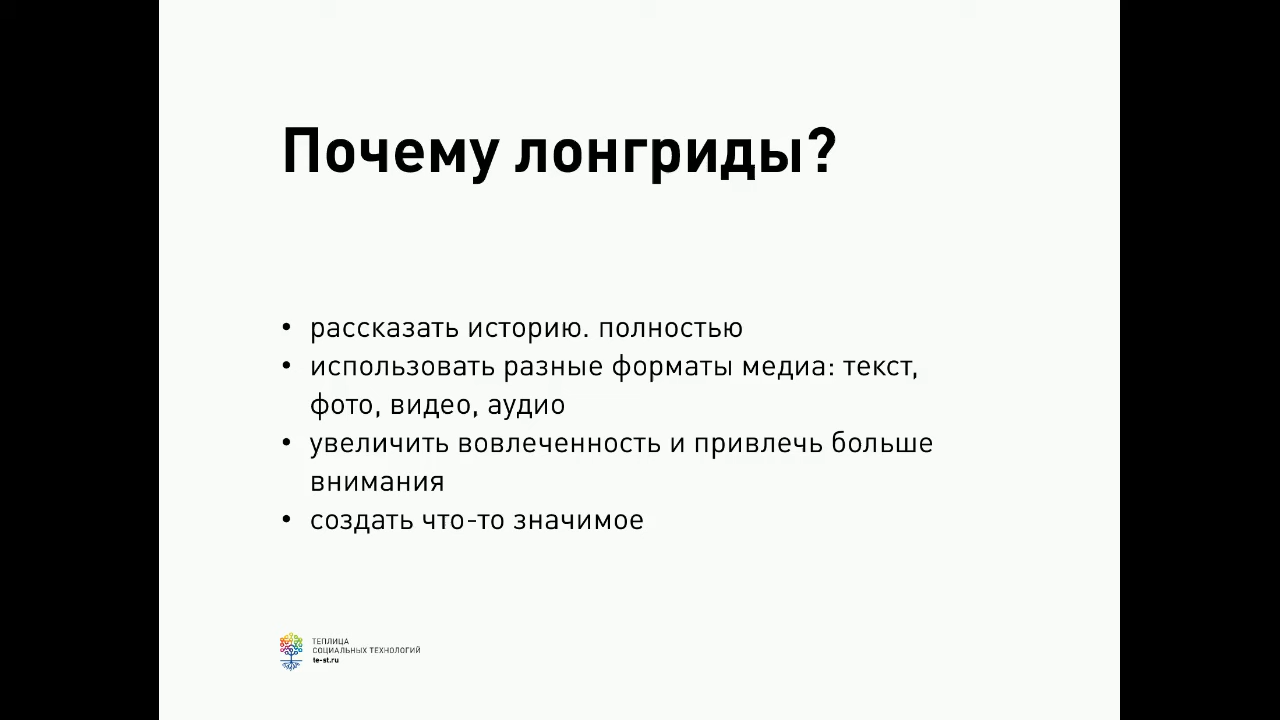 Почему лонгриды?
• рассказать историю. полностью
• использовать разные форматы медиа: текст,
фото, видео, аудио
• увеличить вовлеченность и привлечь больше
внимания
• создать что-то значимое
ТЕПЛИЦА
СОЦИАЛЬНЫХ ТЕХНОЛОГИЙ
te-st.ru